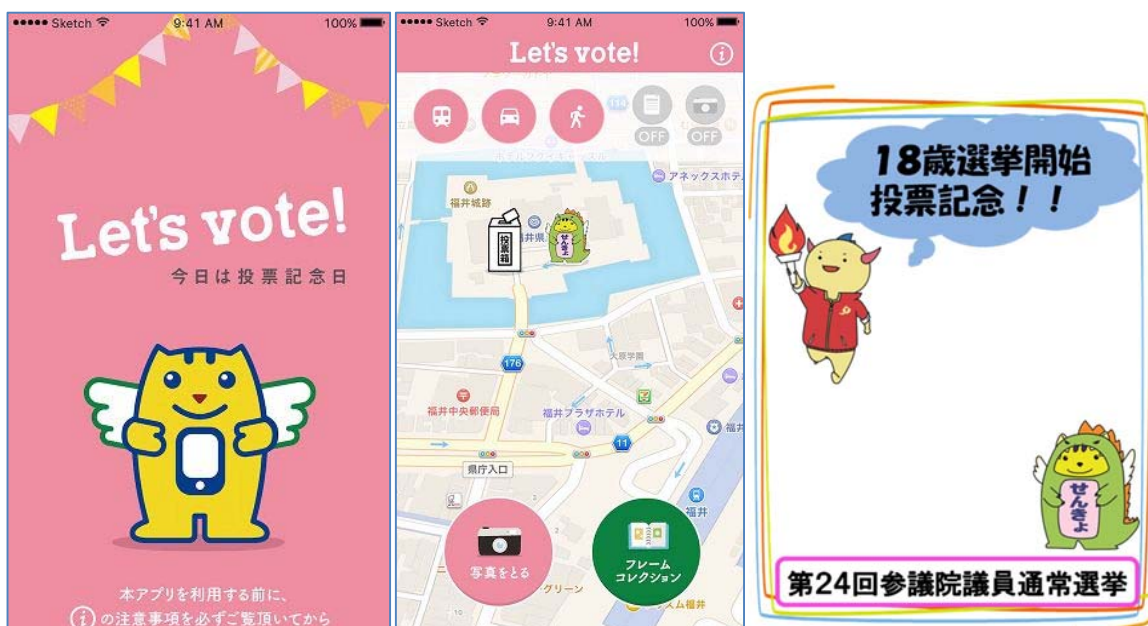 Sketch 9:41 AM 100%
Let's vote!
今日は投票記念日
本アプリを利用する前に、
の注意事項を必ずご覧頂いてから
Sketch 9:41 AM 100%
Let's vote!
OFF OFF
アネックスホテ
福井城跡
福井県
投票箱
せんきょ
大原学園
176
福井中央郵便局
福井プラザホテル
11
福井
県庁入口
福井
写真をとる
フレーム
コレクション
グリーン
ズム福井
18歳選挙開始
投票記念！！
せんきょ
第24回参議院議員通常選挙